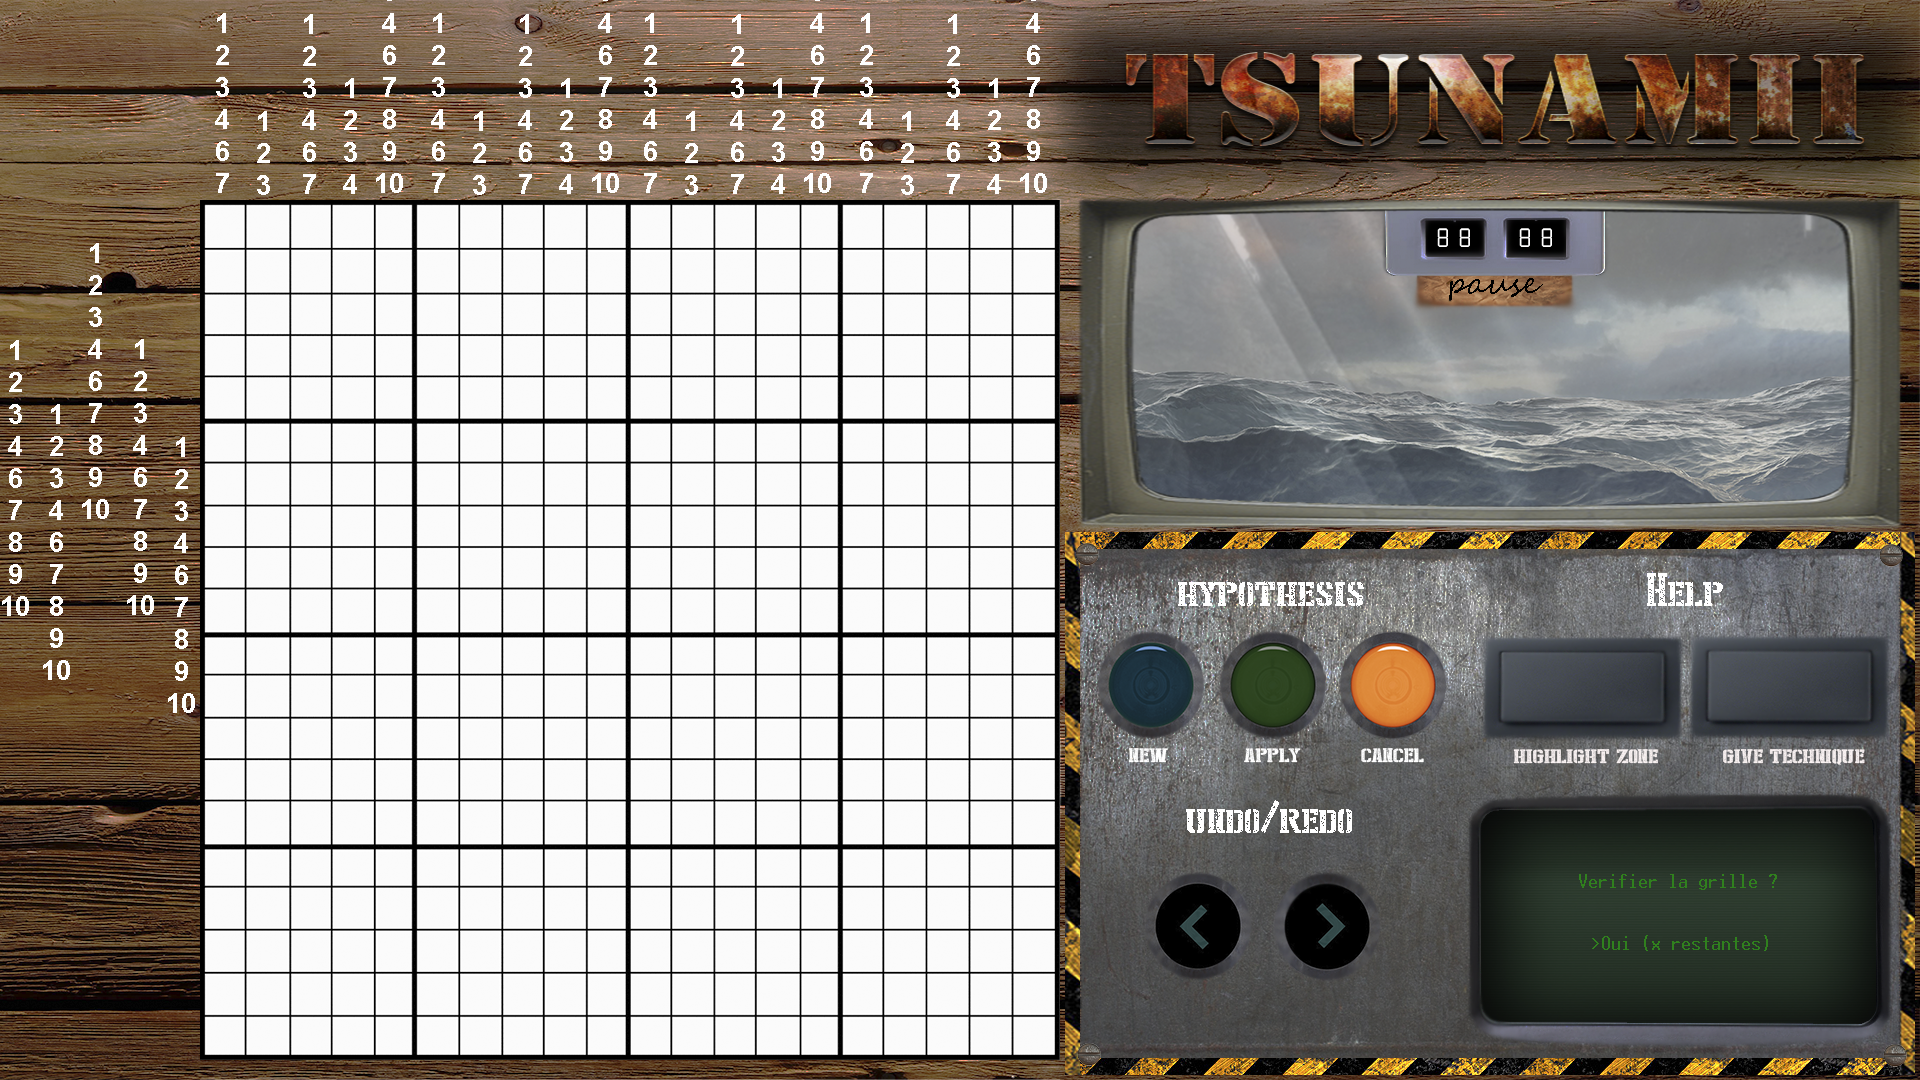 1 1 4 1 1 4 1 1 4 1 1 4
2 2 6 2 2 6 2 2 6 2 2 6
3 3 1 7 3 3 1 7 3 3 1 7 3 3 1 7
4 1 4 2 8 4 1 4 2 8 4 1 4 2 8 4 1 4 2 8
6 2 6 3 9 6 2 6 3 9 6 2 6 3 9 6 2 6 3 9
7 3 7 4 10 7 3 7 4 10 7 3 7 4 10 7 3 7 4 10
1
2
3
1 4 1
2 6 2
3 1 7 3
4 2 8 4 1
6 3 9 6 2
7 4 10 7 3
8 6 8 4
9 7 9 6
10 8 10 7
9 8
10 9
10
TSUNAMII
88 88
pause
HYPOTHESIS
NEW APPLY CANCEL
HELP
HIGHLIGHT ZONE GIVE TECHNIQUE
UNDO/REDO
< >
Verifier la grille ?
>Oui (x restantes)